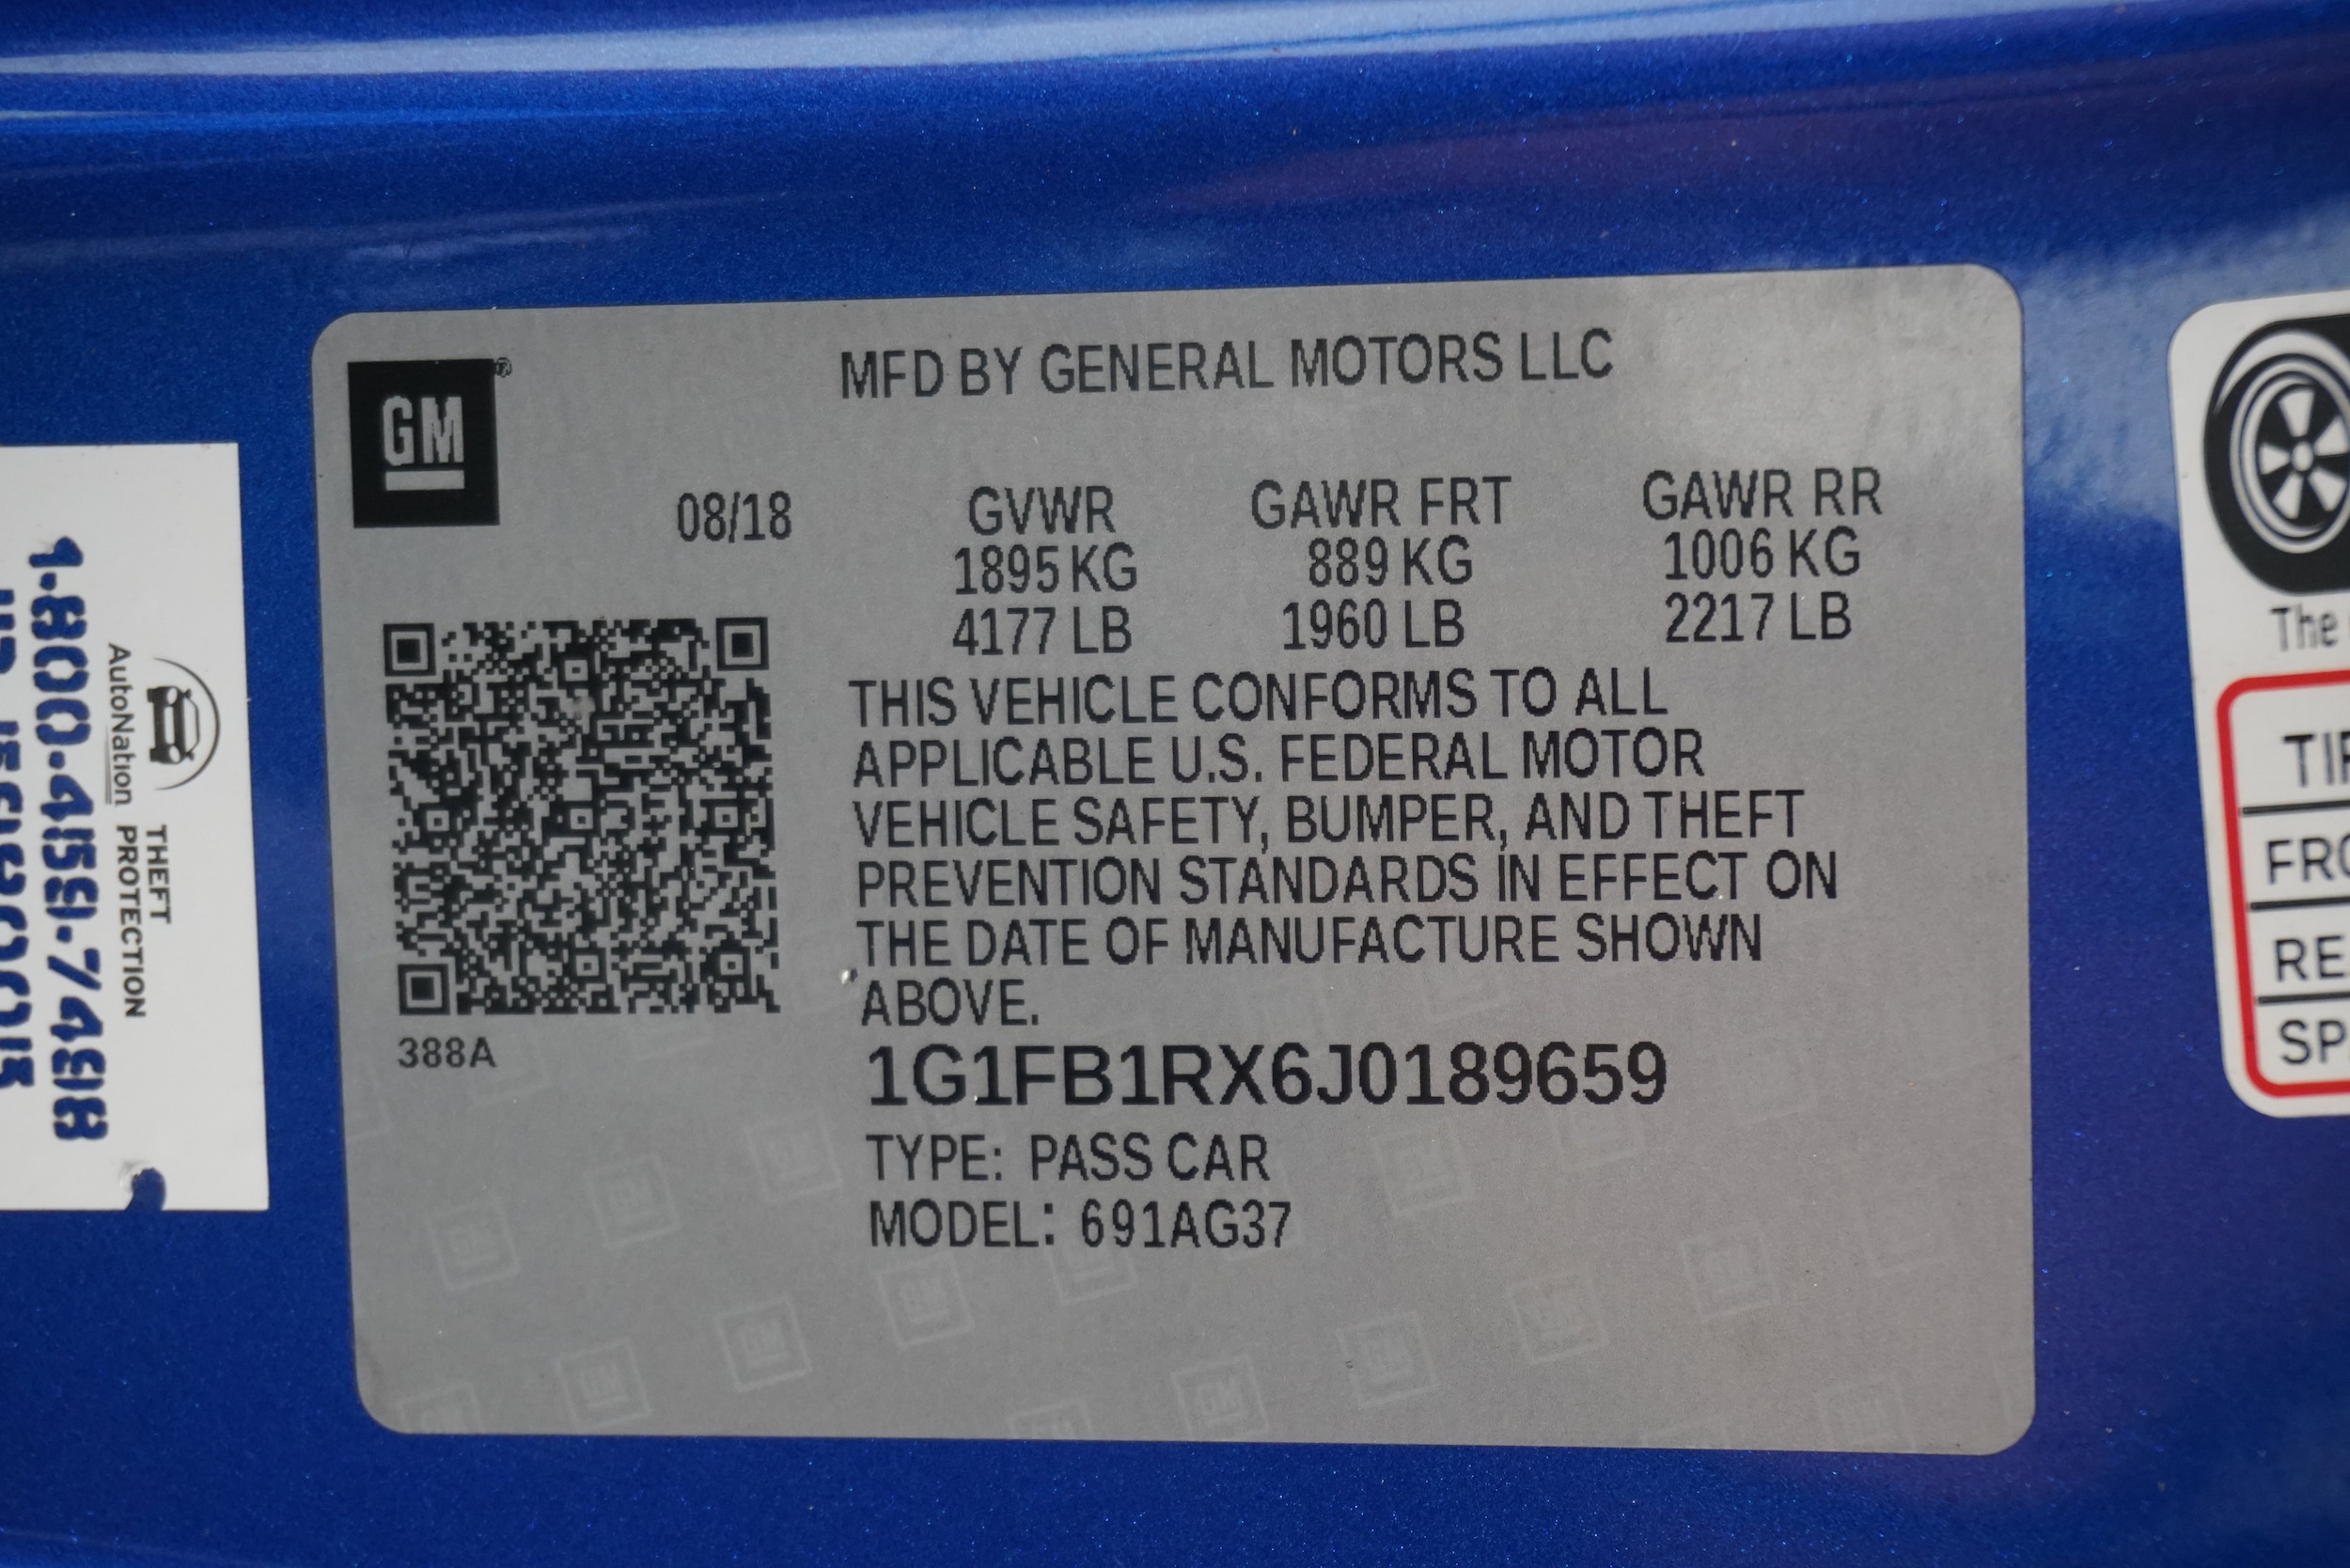 GM
MFD BY GENERAL MOTORS LLC
08/18
GVWR GAWR FRT GAWR RR
1895 KG 889 KG 1006 KG
4177 LB 1960 LB 2217 LB
THIS VEHICLE CONFORMS TO ALL
APPLICABLE U.S. FEDERAL MOTOR
VEHICLE SAFETY, BUMPER, AND THEFT
PREVENTION STANDARDS IN EFFECT ON
THE DATE OF MANUFACTURE SHOWN
ABOVE.
388A
1G1FB1RX6J0189659
TYPE: PASS CAR
MODEL: 691AG37
AutoNation
THEFT
PROTECTION
1.800.458.7498
The